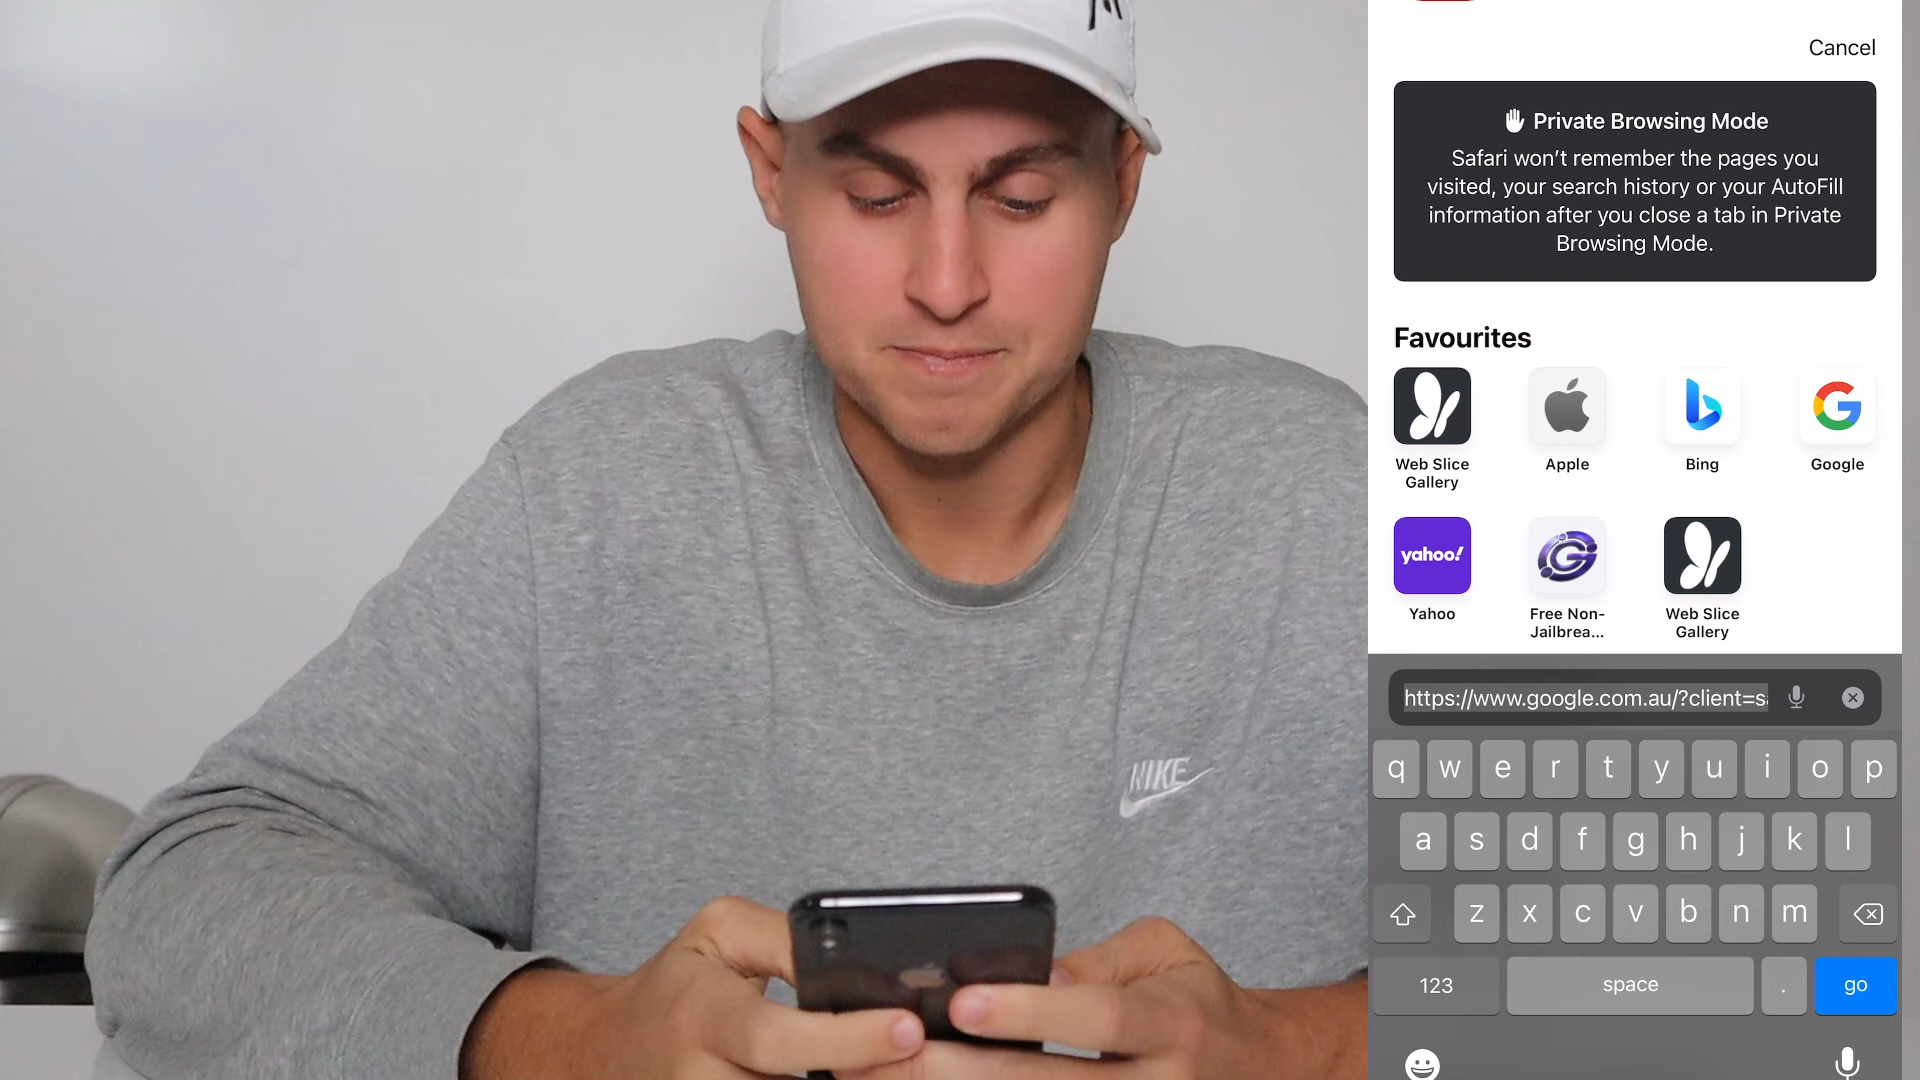 Cancel
Private Browsing Mode
Safari won't remember the pages you
visited, your search history or your AutoFill
information after you close a tab in Private
Browsing Mode.
Favourites
Web Slice
Gallery
Apple
Bing
Google
yahoo!
Yahoo
Free Non-
Jailbrea...
Web Slice
Gallery
NIKE
https://www.google.com.au/?client=s
q w e r t y u i o p
a s d f g h j k l
z x c v b n m
123 space . go